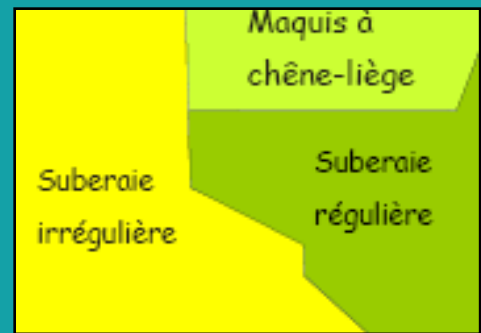 Maquis à
chêne-liège
Suberaie
régulière
Suberaie
irrégulière